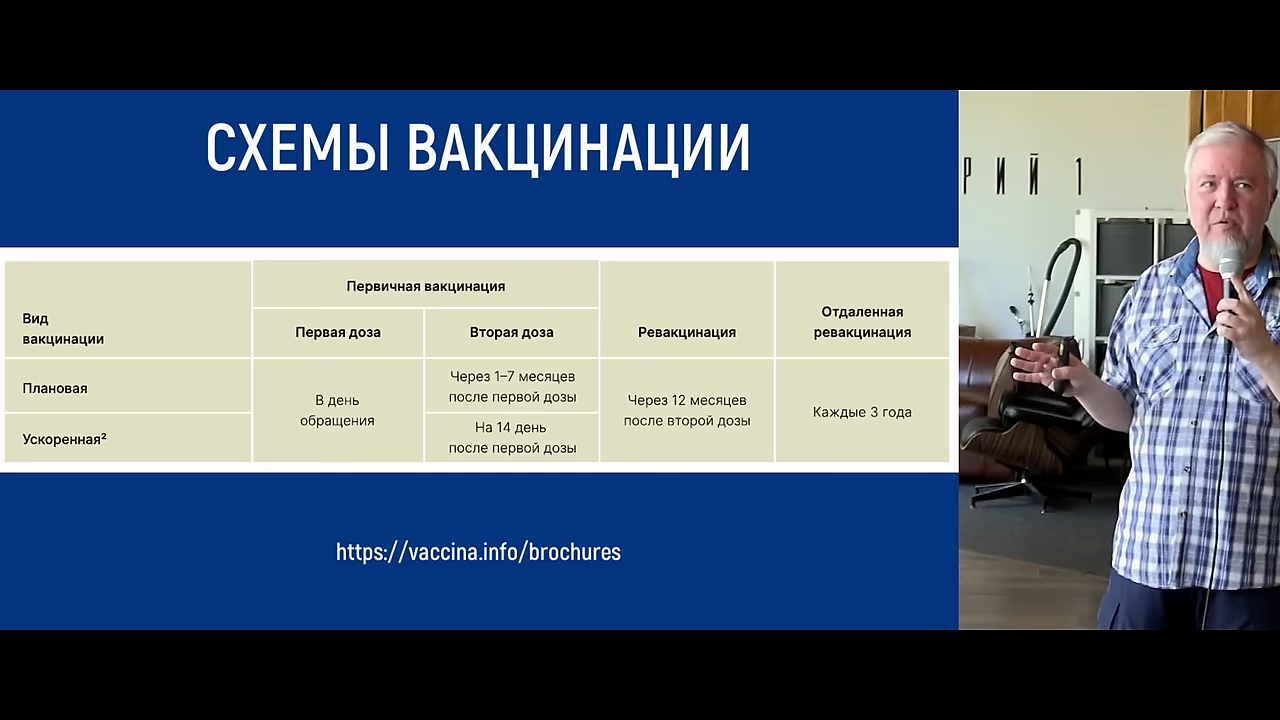 СХЕМЫ ВАКЦИНАЦИИ
РИЙ 1
Вид
вакцинации
Первичная вакцинация
Первая доза
Вторая доза
Ревакцинация
Отдаленная
ревакцинация
Плановая
В день
обращения
Через 1–7 месяцев
после первой дозы
Через 12 месяцев
после второй дозы
Каждые 3 года
Ускоренная²
На 14 день
после первой дозы
https://vaccina.info/brochures